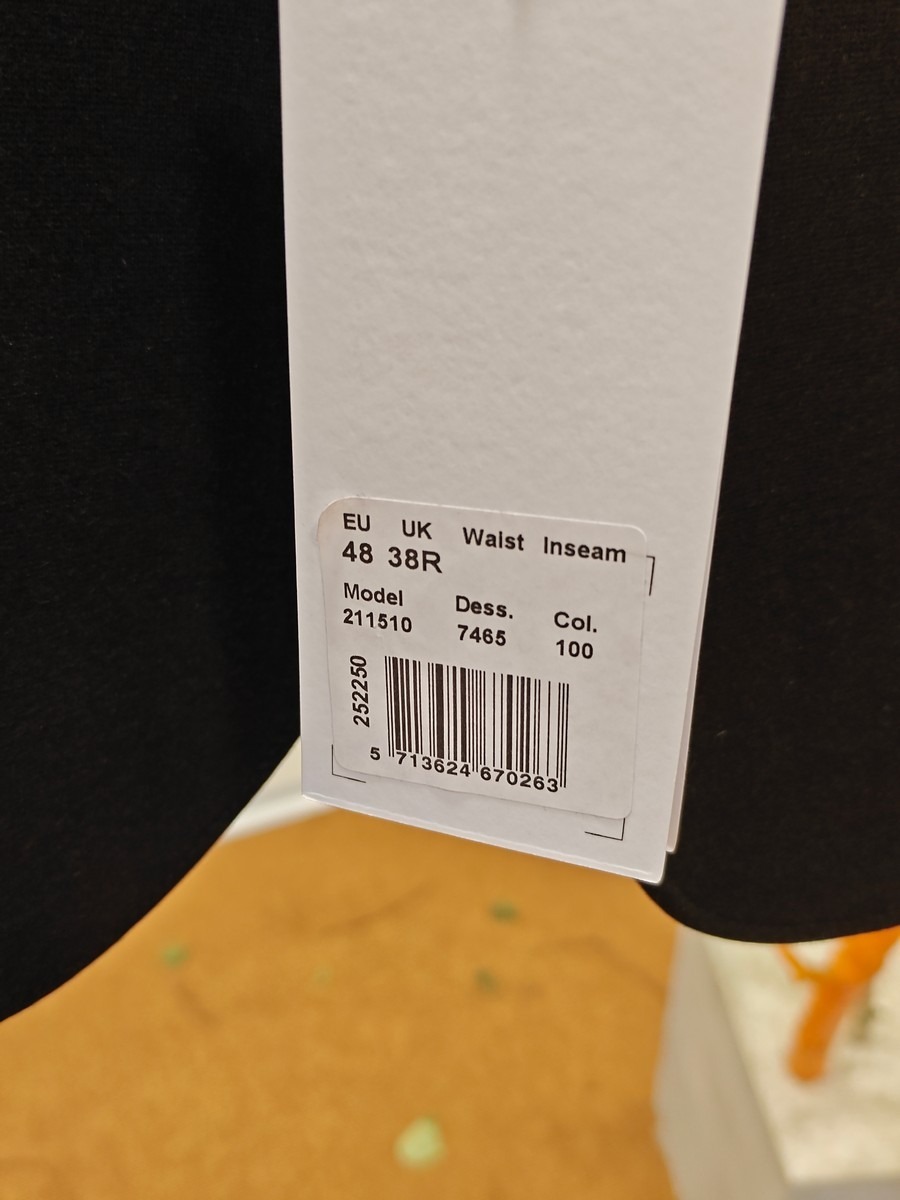 EU UK Waist Inseam
48 38R
Model Dess. Col.
211510 7465 100
252250
5 713624 670263